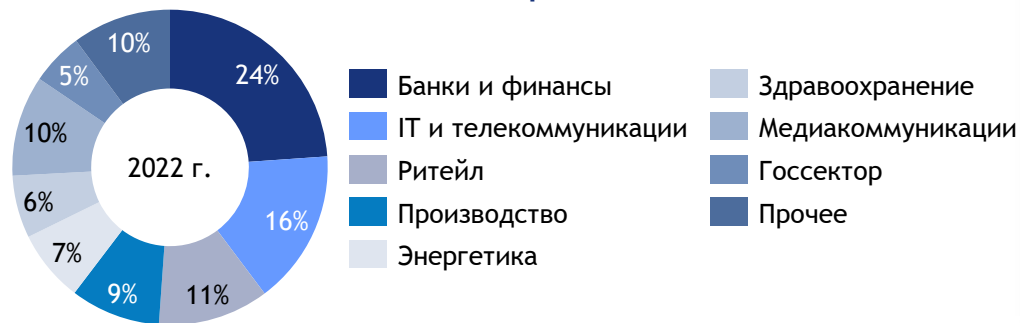 10%
24%
5%
10%
2022 г.
6%
16%
7%
9%
11%
Банки и финансы
IT и телекоммуникации
Ритейл
Производство
Энергетика
Здравоохранение
Медиакоммуникации
Госсектор
Прочее